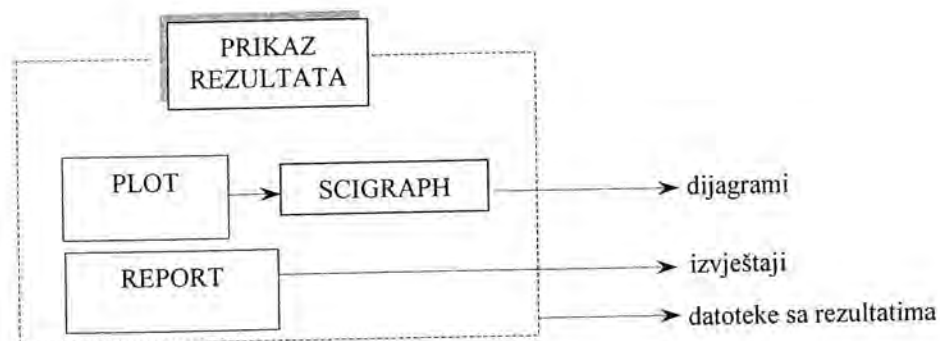 PRIKAZ
REZULTATA
PLOT
SCIGRAPH
dijagrami
REPORT
izvještaji
datoteke sa rezultatima